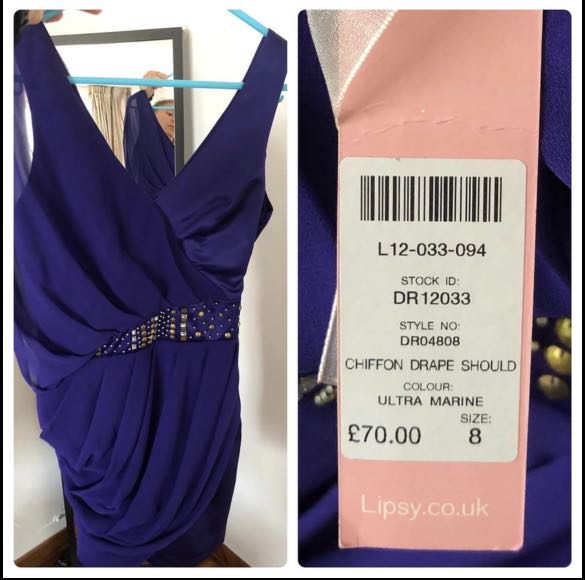 L12-033-094
STOCK ID:
DR12033
STYLE NO:
DR04808
CHIFFON DRAPE SHOULD
COLOUR:
ULTRA MARINE
SIZE:
£70.00 8
Lipsy.co.uk